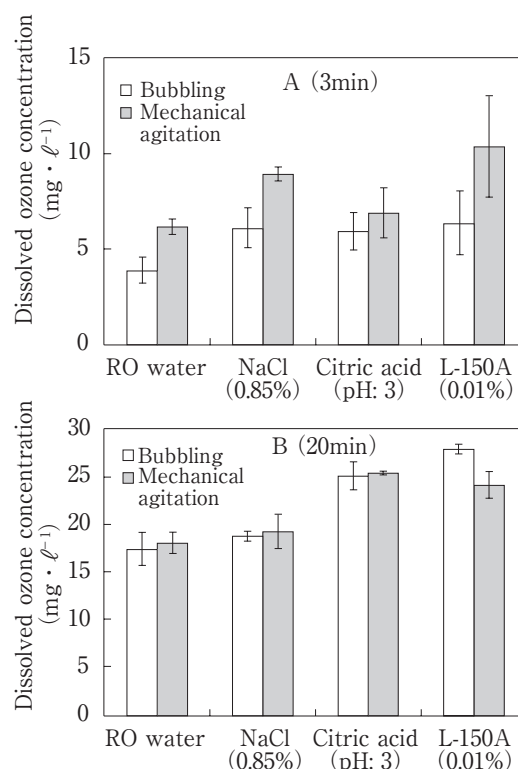 Dissolved ozone concentration
(mg・ℓ⁻¹)
A (3min)
Bubbling
Mechanical
agitation
15
10
5
0
RO water
NaCl
(0.85%)
Citric acid
(pH: 3)
L-150A
(0.01%)
Dissolved ozone concentration
(mg・ℓ⁻¹)
B (20min)
Bubbling
Mechanical
agitation
30
25
20
15
10
5
0
RO water
NaCl
(0.85%)
Citric acid
(pH: 3)
L-150A
(0.01%)